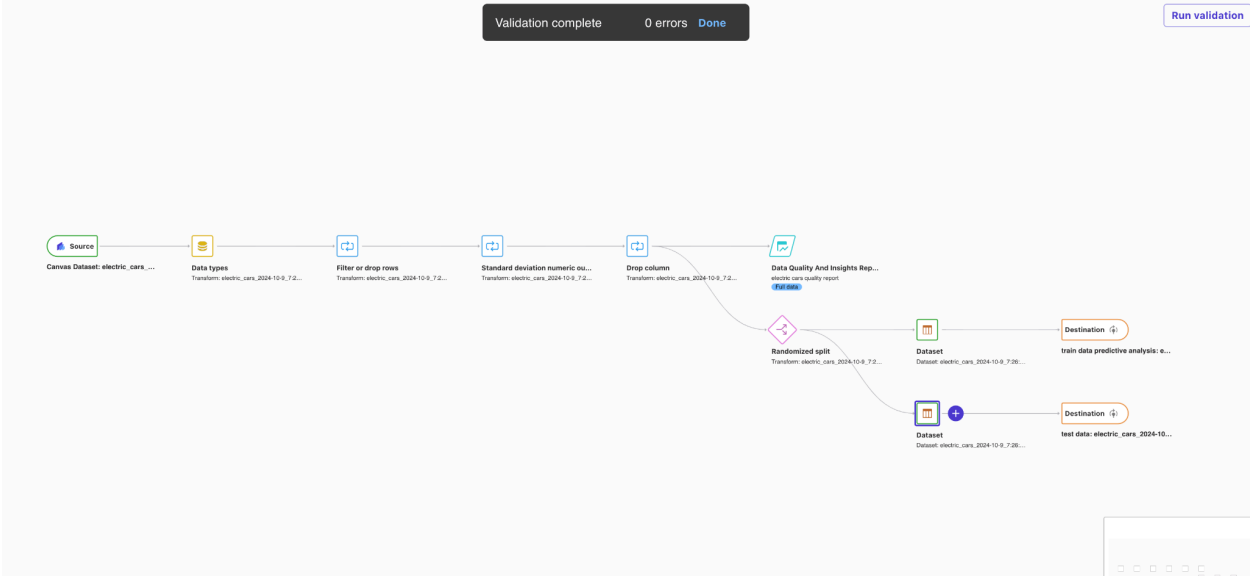 Validation complete 0 errors Done
Run validation
Source
Canvas Dataset: electric_cars_...
Data types
Transform: electric_cars_2024-10-9_7:2...
Filter or drop rows
Transform: electric_cars_2024-10-9_7:2...
Standard deviation numeric ou...
Transform: electric_cars_2024-10-9_7:2...
Drop column
Transform: electric_cars_2024-10-9_7:2...
Data Quality And Insights Rep...
electric cars quality report
Full data
Randomized split
Transform: electric_cars_2024-10-9_7:2...
Dataset
Dataset: electric_cars_2024-10-9_7:26:...
Destination
train data predictive analysis: e...
Dataset
Dataset: electric_cars_2024-10-9_7:26:...
Destination
test data: electric_cars_2024-10...